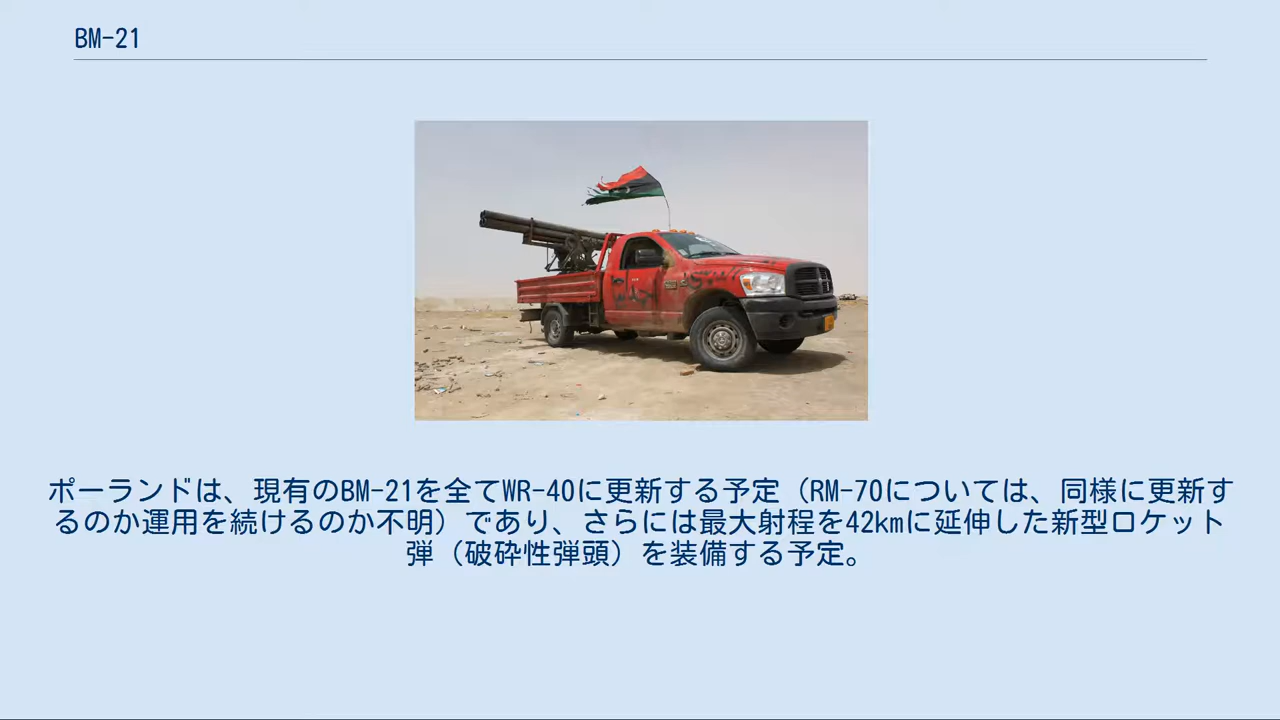 BM-21
ポーランドは、現有のBM-21を全てWR-40に更新する予定（RM-70については、同様に更新す
るのか運用を続けるのか不明）であり、さらには最大射程を42kmに延伸した新型ロケット
弾（破砕性弾頭）を装備する予定。